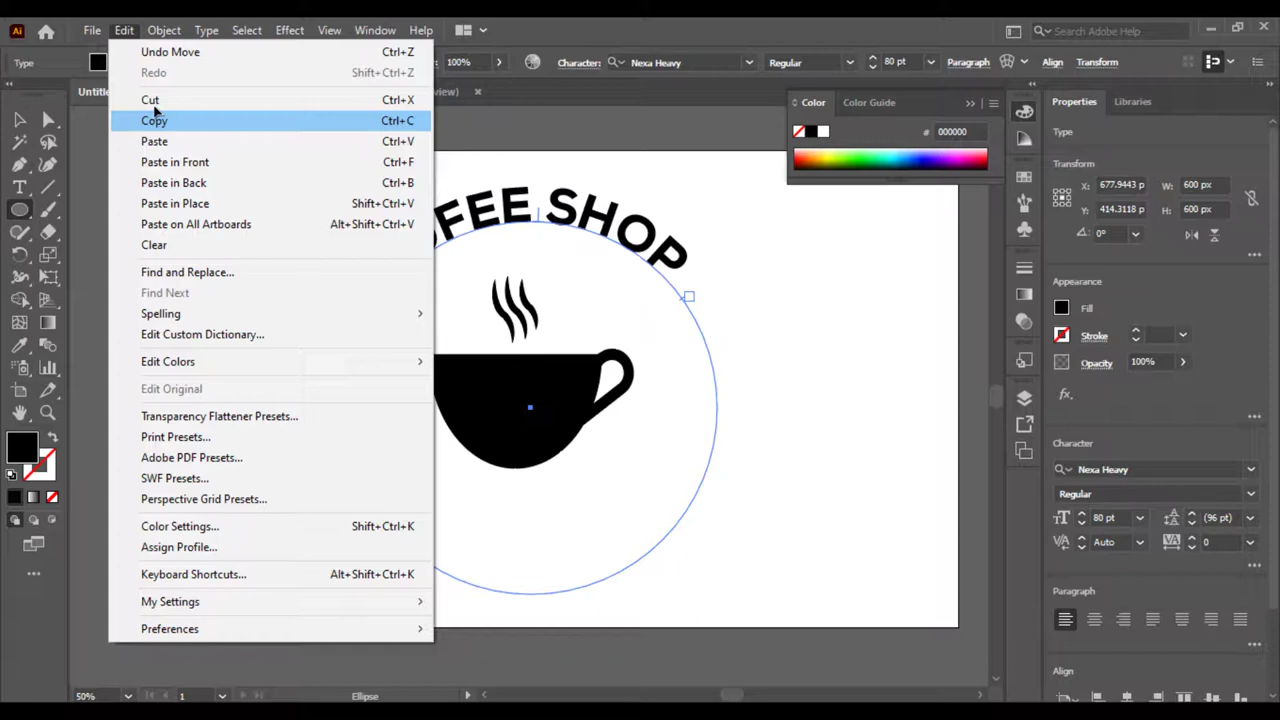 Ai File Edit Object Type Select Effect View Window Help Search Adobe Help
Type 100% Character: Nexa Heavy Regular 80 pt Paragraph Align Transform
view)
Undo Move Ctrl+Z
Redo Shift+Ctrl+Z
Cut Ctrl+X
Copy Ctrl+C
Paste Ctrl+V
Paste in Front Ctrl+F
Paste in Back Ctrl+B
Paste in Place Shift+Ctrl+V
Paste on All Artboards Alt+Shift+Ctrl+V
Clear
Find and Replace...
Find Next
Spelling
Edit Custom Dictionary...
Edit Colors
Edit Original
Transparency Flattener Presets...
Print Presets...
Adobe PDF Presets...
SWF Presets...
Perspective Grid Presets...
Color Settings... Shift+Ctrl+K
Assign Profile...
Keyboard Shortcuts... Alt+Shift+Ctrl+K
My Settings
Preferences
FFEE SHOP
Color Color Guide
# 000000
Properties Libraries
Type
Transform
X: 677.9443 p W: 600 px
Y: 414.3118 p H: 600 px
0°
Appearance
Fill
Stroke
Opacity 100%
fx.
Character
Nexa Heavy
Regular
80 pt (96 pt)
Auto 0
Paragraph
Align
50% 1 Ellipse